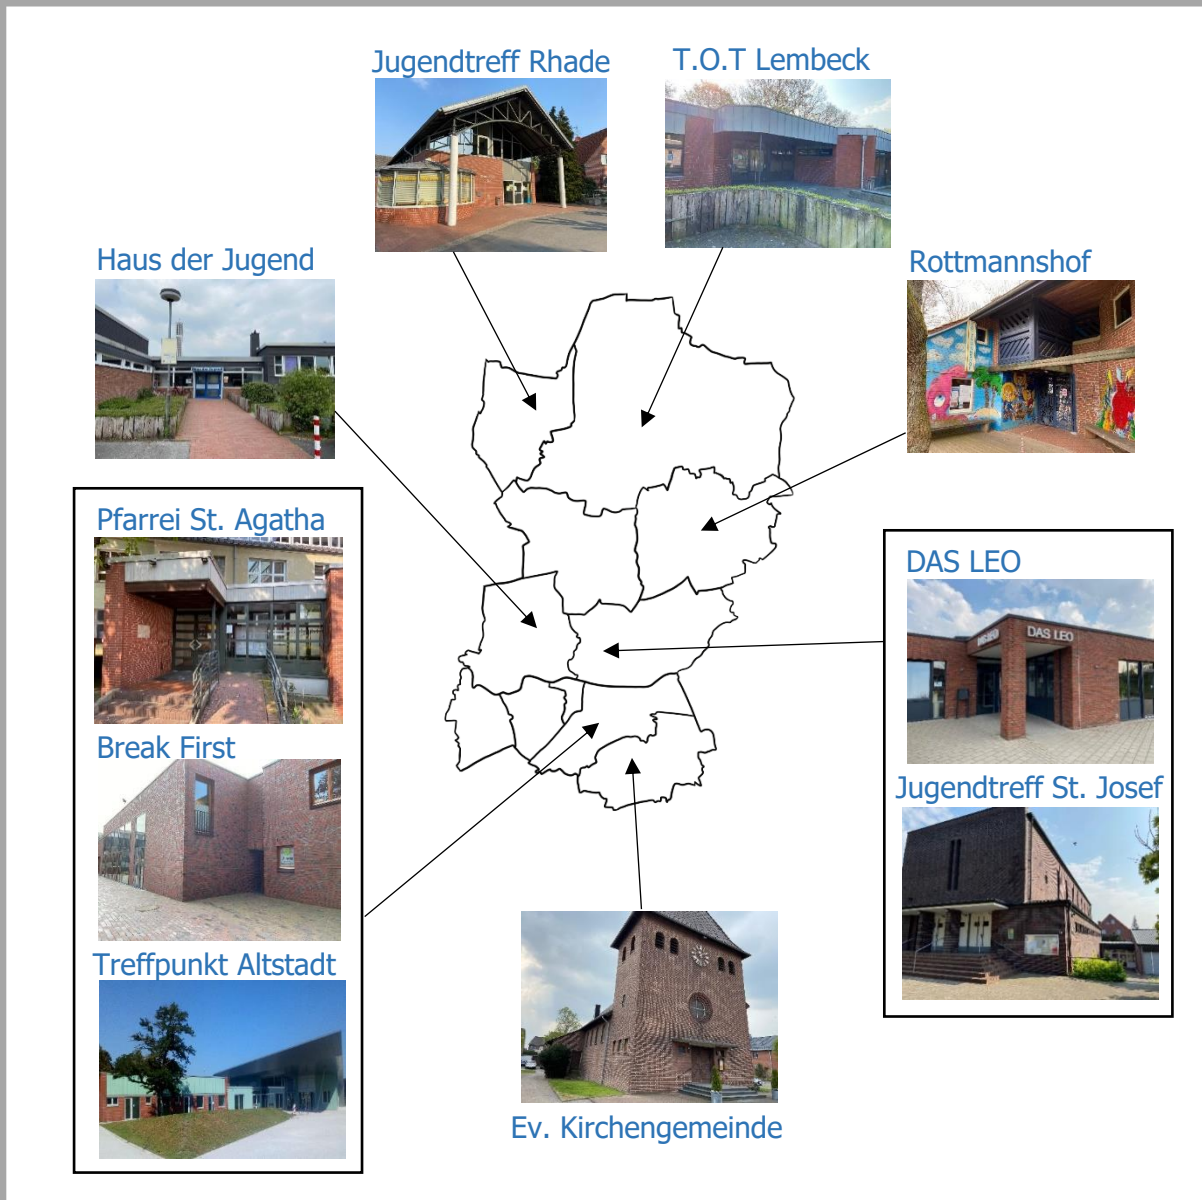 Jugendtreff Rhade
T.O.T Lembeck
Haus der Jugend
Rottmannshof
Pfarrei St. Agatha
DAS LEO
DAS LEO
Jugendtreff St. Josef
Break First
Treffpunkt Altstadt
Ev. Kirchengemeinde